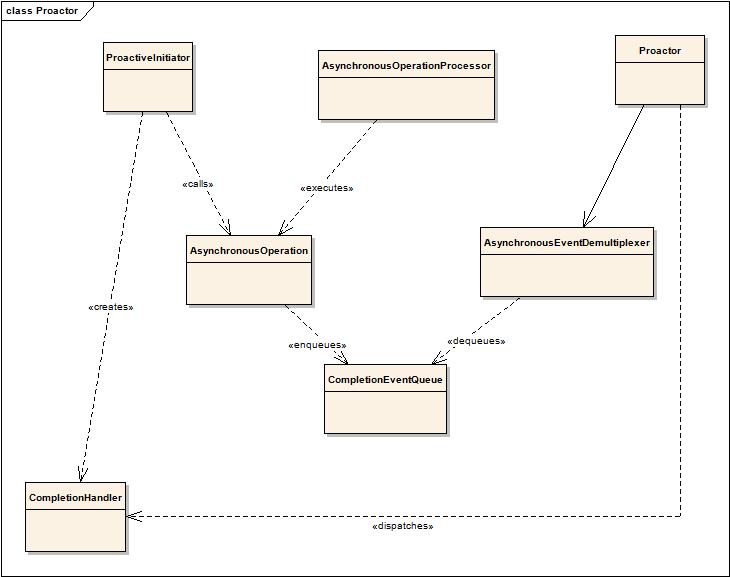 class Proactor
ProactiveInitiator
AsynchronousOperationProcessor
Proactor
«calls»
«executes»
AsynchronousOperation
AsynchronousEventDemultiplexer
«creates»
«enqueues»
«dequeues»
CompletionEventQueue
CompletionHandler
«dispatches»